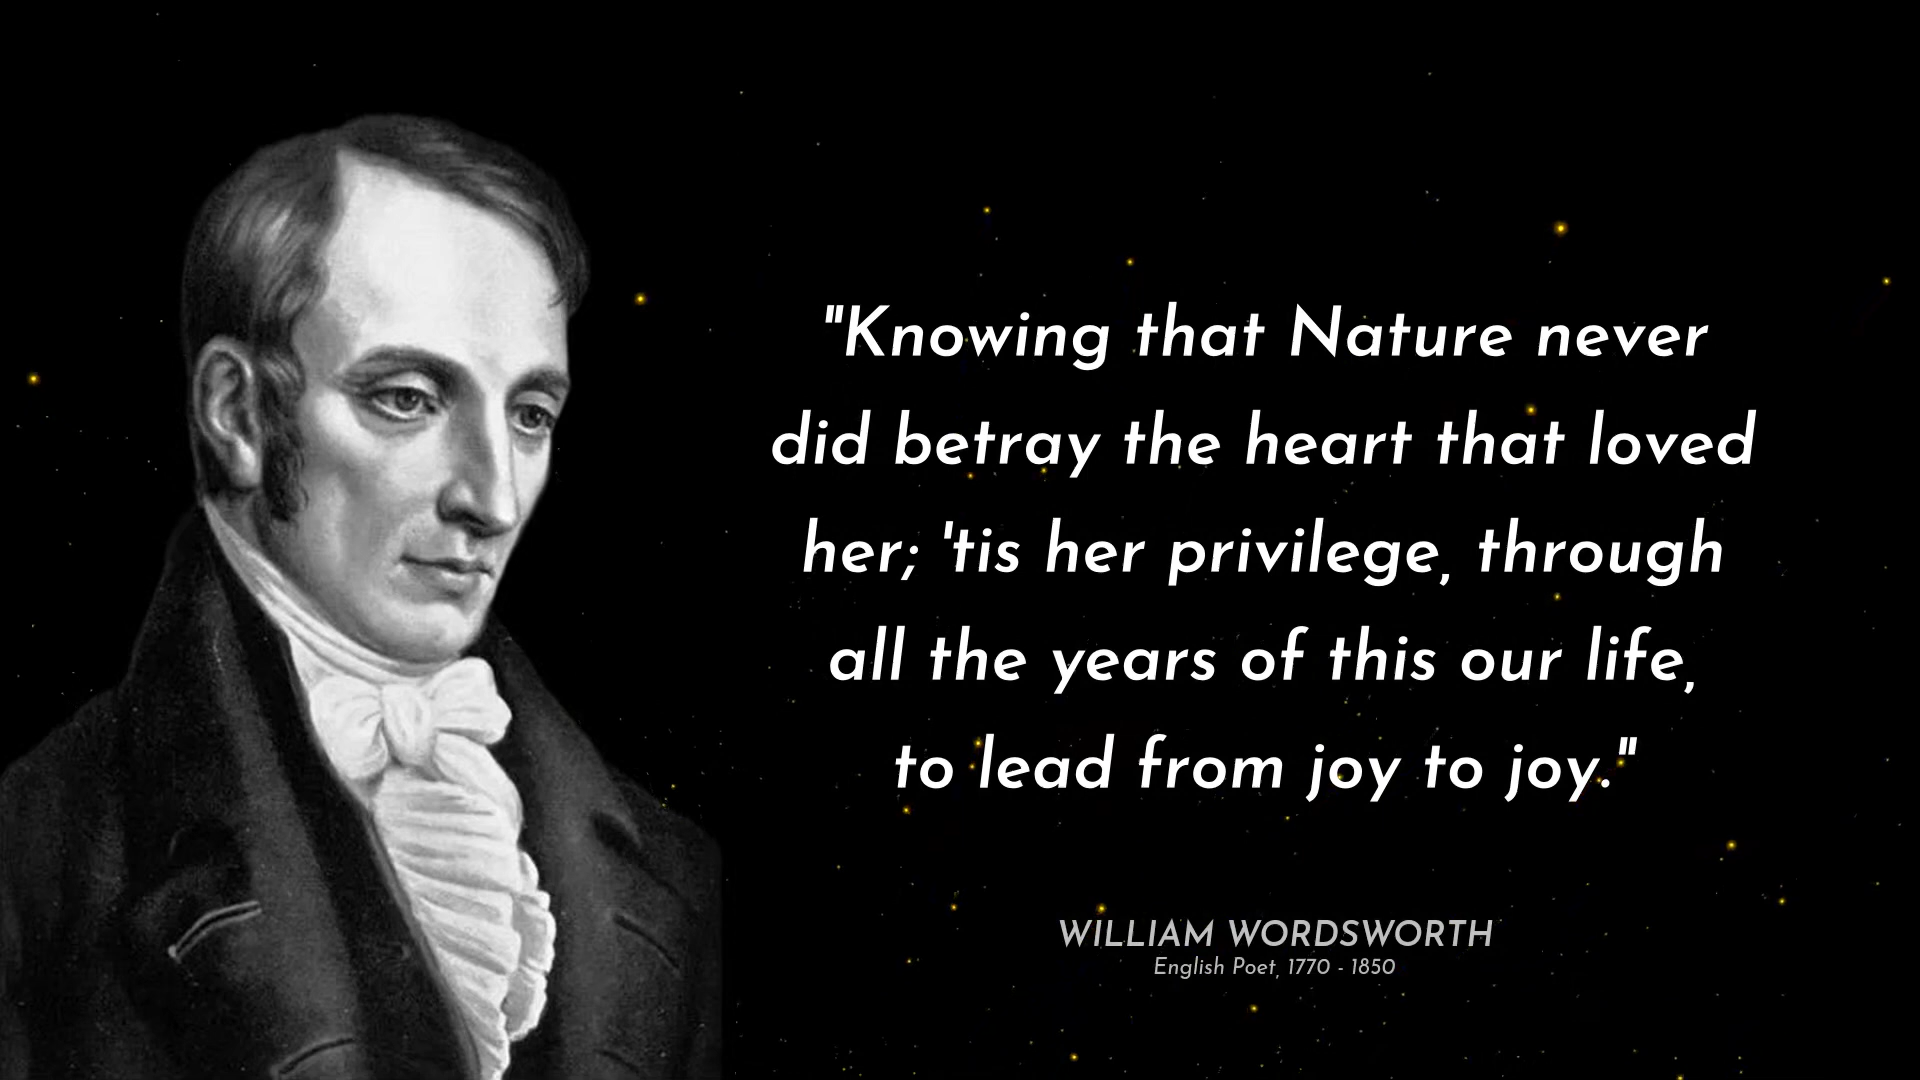 "Knowing that Nature never
did betray the heart that loved
her; 'tis her privilege, through
all the years of this our life,
to lead from joy to joy."
WILLIAM WORDSWORTH
English Poet, 1770 - 1850